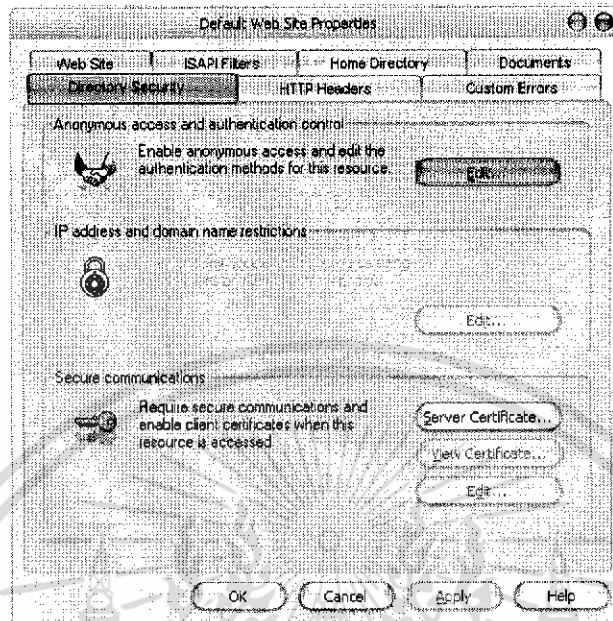 Default Web Site Properties
Web Site
ISAPI Filters
Home Directory
Documents
Directory Security
HTTP Headers
Custom Errors
Anonymous access and authentication control
Enable anonymous access and edit the
authentication methods for this resource.
Edit...
IP address and domain name restrictions
Edit...
Secure communications
Require secure communications and
enable client certificates when this
resource is accessed.
Server Certificate...
View Certificate...
Edit...
OK
Cancel
Apply
Help